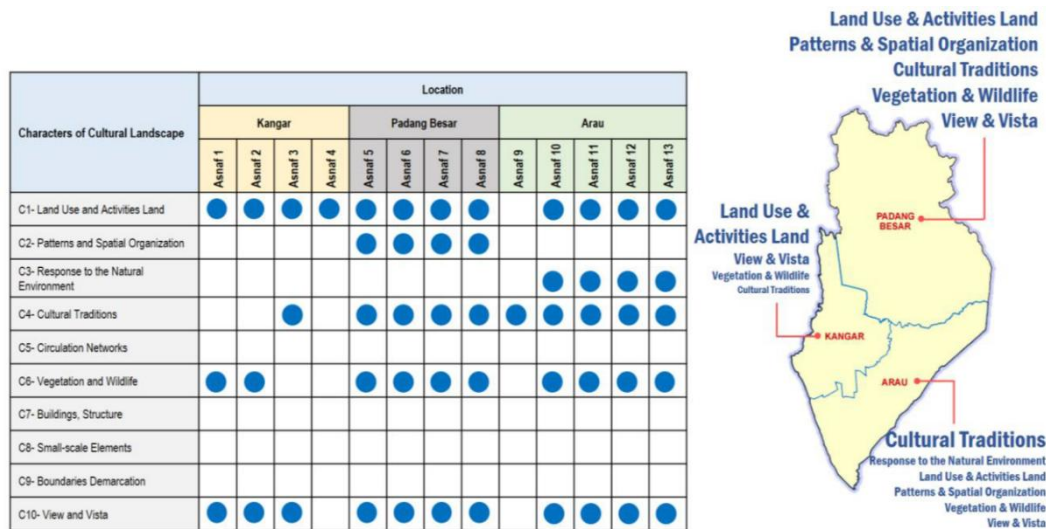 Characters of Cultural Landscape
Location
Kangar
Padang Besar
Arau
Asnaf 1
Asnaf 2
Asnaf 3
Asnaf 4
Asnaf 5
Asnaf 6
Asnaf 7
Asnaf 8
Asnaf 9
Asnaf 10
Asnaf 11
Asnaf 12
Asnaf 13
C1- Land Use and Activities Land
C2- Patterns and Spatial Organization
C3- Response to the Natural
Environment
C4- Cultural Traditions
C5- Circulation Networks
C6- Vegetation and Wildlife
C7- Buildings, Structure
C8- Small-scale Elements
C9- Boundaries Demarcation
C10- View and Vista
Land Use & Activities Land
Patterns & Spatial Organization
Cultural Traditions
Vegetation & Wildlife
View & Vista
PADANG
BESAR
Land Use &
Activities Land
View & Vista
Vegetation & Wildlife
Cultural Traditions
KANGAR
ARAU
Cultural Traditions
Response to the Natural Environment
Land Use & Activities Land
Patterns & Spatial Organization
Vegetation & Wildlife
View & Vista